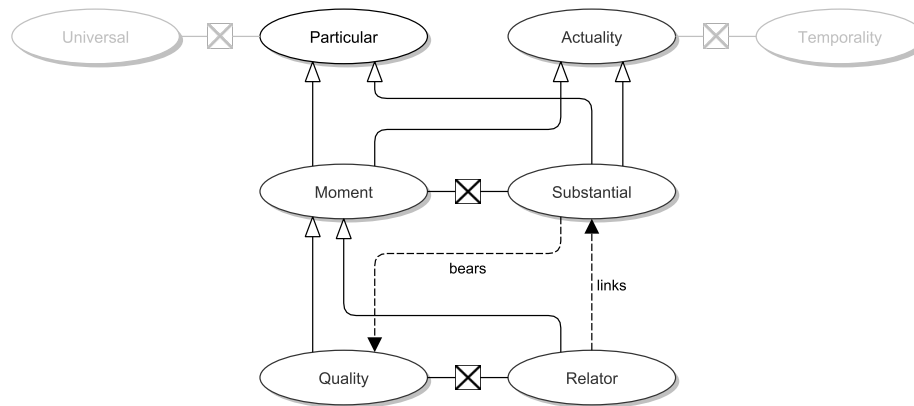 Universal
Particular
Actuality
Temporality
Moment
Substantial
bears
links
Quality
Relator